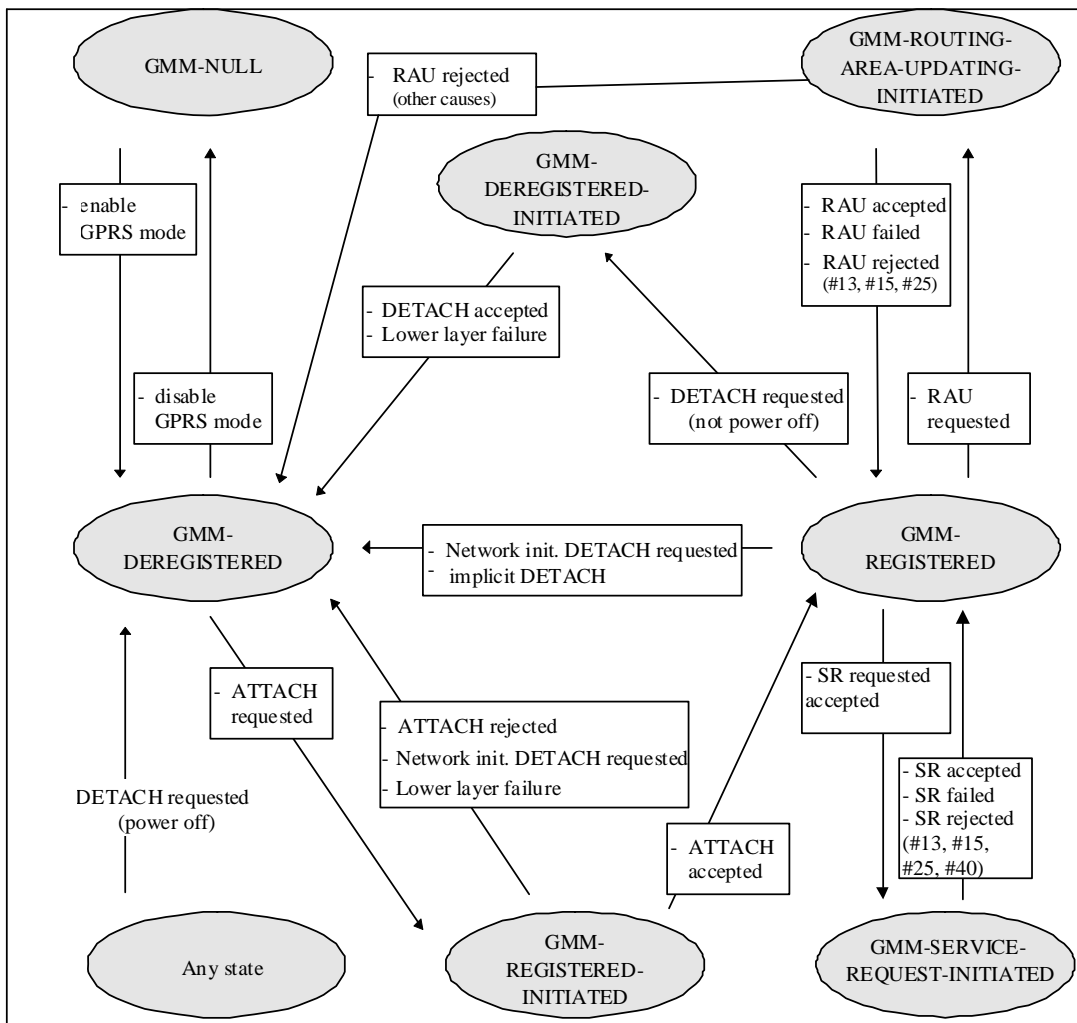 GMM-NULL
GMM-ROUTING-
AREA-UPDATING-
INITIATED
- RAU rejected
(other causes)
GMM-
DEREGISTERED-
INITIATED
- enable
GPRS mode
- RAU accepted
- RAU failed
- RAU rejected
(#13, #15, #25)
- DETACH accepted
- Lower layer failure
- disable
GPRS mode
- DETACH requested
(not power off)
- RAU
requested
GMM-
DEREGISTERED
- Network init. DETACH requested
- implicit DETACH
GMM-
REGISTERED
- ATTACH
requested
- ATTACH rejected
- Network init. DETACH requested
- Lower layer failure
- SR requested
accepted
DETACH requested
(power off)
- ATTACH
accepted
- SR accepted
- SR failed
- SR rejected
(#13, #15,
#25, #40)
Any state
GMM-
REGISTERED-
INITIATED
GMM-SERVICE-
REQUEST-INITIATED